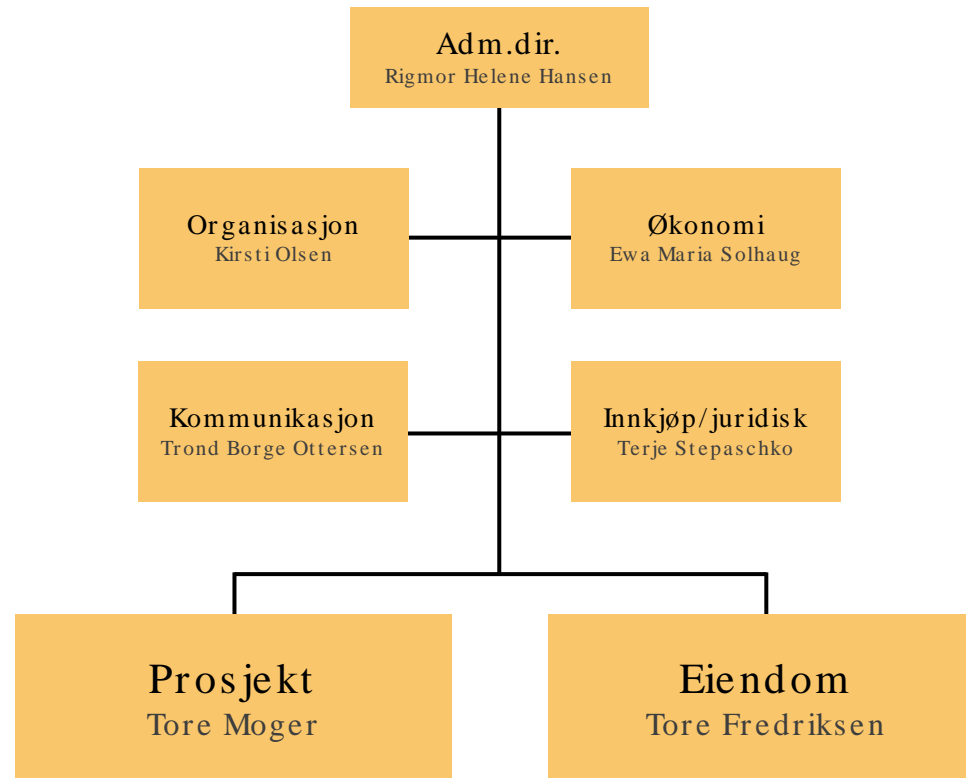 Adm.dir.
Rigmor Helene Hansen
Organisasjon
Kirsti Olsen
Økonomi
Ewa Maria Solhaug
Kommunikasjon
Trond Borge Ottersen
Innkjøp/juridisk
Terje Stepaschko
Prosjekt
Tore Moger
Eiendom
Tore Fredriksen